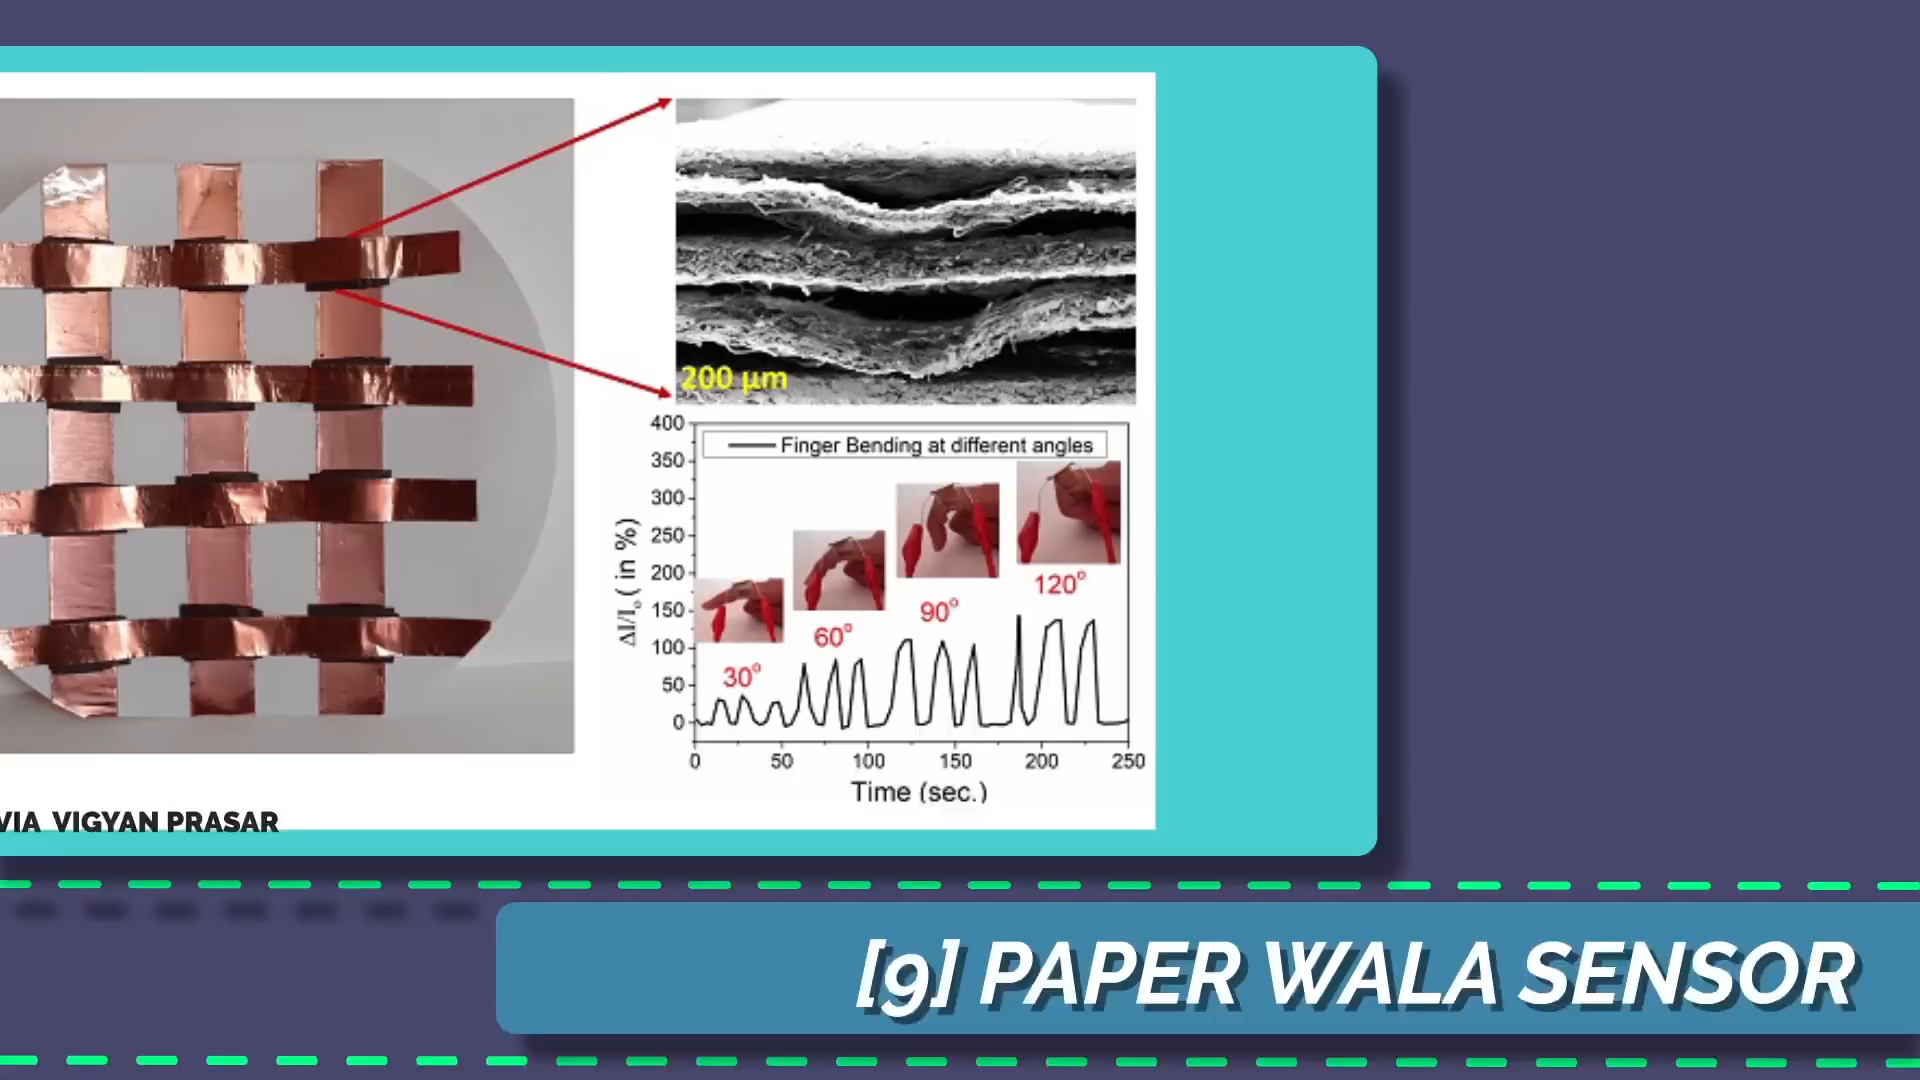 200 μm
400
350
300
250
200
150
100
50
0
Finger Bending at different angles
ΔI/I₀ ( in %)
30°
60°
90°
120°
0 50 100 150 200 250
Time (sec.)
VIA VIGYAN PRASAR
[9] PAPER WALA SENSOR